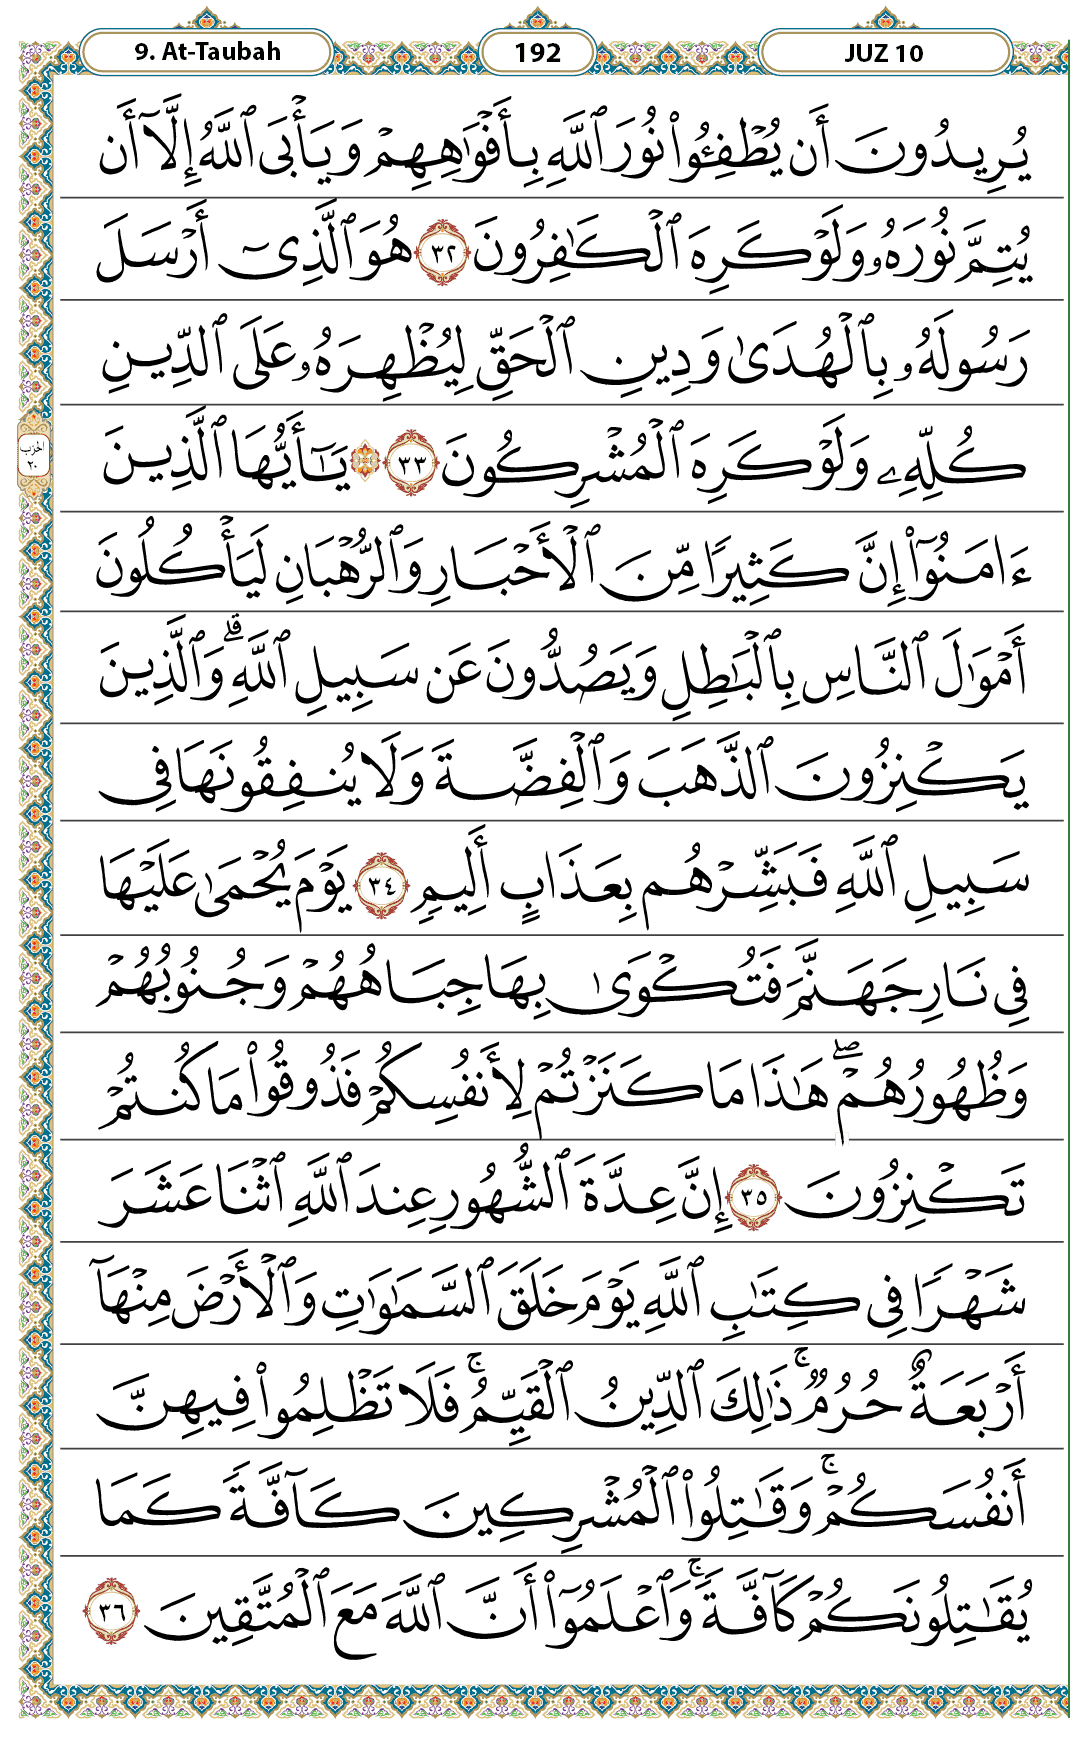 9. At-Taubah 192 JUZ 10
يُرِيدُونَ أَن يُطْفِـُٔوا۟ نُورَ ٱللَّهِ بِأَفْوَٰهِهِمْ وَيَأْبَى ٱللَّهُ إِلَّآ أَن
يُتِمَّ نُورَهُۥ وَلَوْ كَرِهَ ٱلْكَـٰفِرُونَ ٣٢ هُوَ ٱلَّذِىٓ أَرْسَلَ
رَسُولَهُۥ بِٱلْهُدَىٰ وَدِينِ ٱلْحَقِّ لِيُظْهِرَهُۥ عَلَى ٱلدِّينِ
كُلِّهِۦ وَلَوْ كَرِهَ ٱلْمُشْرِكُونَ ٣٣ ۞ يَـٰٓأَيُّهَا ٱلَّذِينَ
الحزب
٢٠
ءَامَنُوٓا۟ إِنَّ كَثِيرًا مِّنَ ٱلْأَحْبَارِ وَٱلرُّهْبَانِ لَيَأْكُلُونَ
أَمْوَٰلَ ٱلنَّاسِ بِٱلْبَـٰطِلِ وَيَصُدُّونَ عَن سَبِيلِ ٱللَّهِ ۗ وَٱلَّذِينَ
يَكْنِزُونَ ٱلذَّهَبَ وَٱلْفِضَّةَ وَلَا يُنفِقُونَهَا فِى
سَبِيلِ ٱللَّهِ فَبَشِّرْهُم بِعَذَابٍ أَلِيمٍ ٣٤ يَوْمَ يُحْمَىٰ عَلَيْهَا
فِى نَارِ جَهَنَّمَ فَتُكْوَىٰ بِهَا جِبَاهُهُمْ وَجُنُوبُهُمْ
وَظُهُورُهُمْ ۖ هَـٰذَا مَا كَنَزْتُمْ لِأَنفُسِكُمْ فَذُوقُوا۟ مَا كُنتُمْ
تَكْنِزُونَ ٣٥ إِنَّ عِدَّةَ ٱلشُّهُورِ عِندَ ٱللَّهِ ٱثْنَا عَشَرَ
شَهْرًا فِى كِتَـٰبِ ٱللَّهِ يَوْمَ خَلَقَ ٱلسَّمَـٰوَٰتِ وَٱلْأَرْضَ مِنْهَآ
أَرْبَعَةٌ حُرُمٌ ۚ ذَٰلِكَ ٱلدِّينُ ٱلْقَيِّمُ ۚ فَلَا تَظْلِمُوا۟ فِيهِنَّ
أَنفُسَكُمْ ۚ وَقَـٰتِلُوا۟ ٱلْمُشْرِكِينَ كَآفَّةً كَمَا
يُقَـٰتِلُونَكُمْ كَآفَّةً ۚ وَٱعْلَمُوٓا۟ أَنَّ ٱللَّهَ مَعَ ٱلْمُتَّقِينَ ٣٦